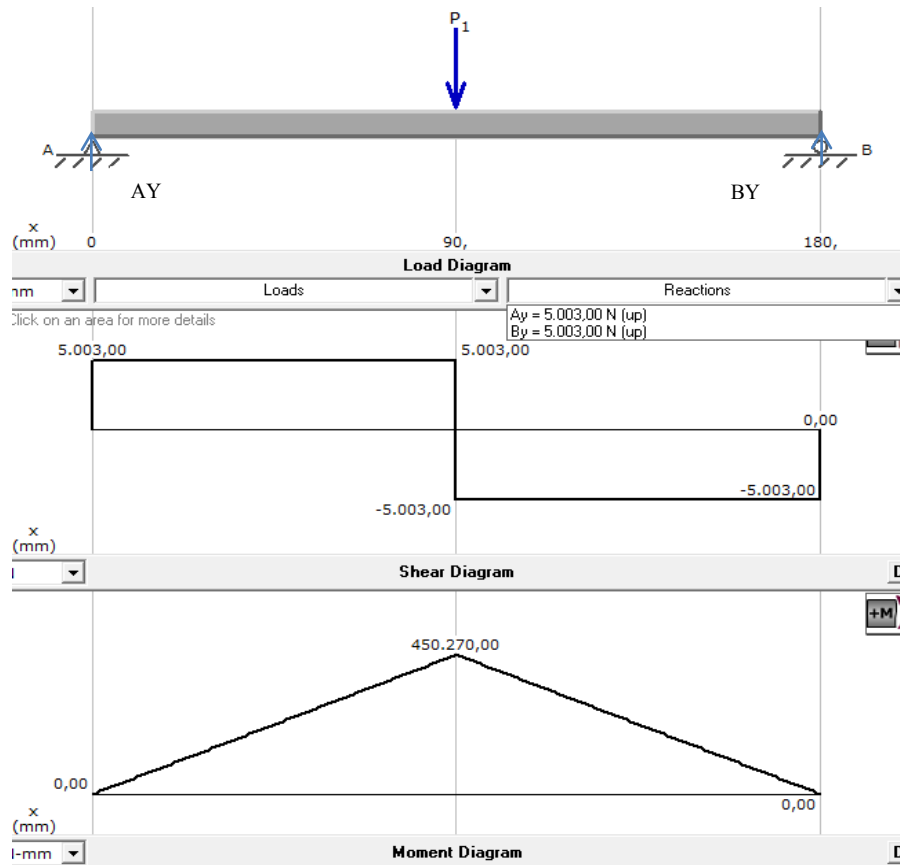 P1
A
B
AY
BY
x
(mm) 0 90, 180,
Load Diagram
mm Loads Reactions
Click on an area for more details
Ay = 5.003,00 N (up)
By = 5.003,00 N (up)
5.003,00 5.003,00
0,00
-5.003,00
-5.003,00
x
(mm)
Shear Diagram
+M
450.270,00
0,00
0,00
x
(mm)
-mm Moment Diagram